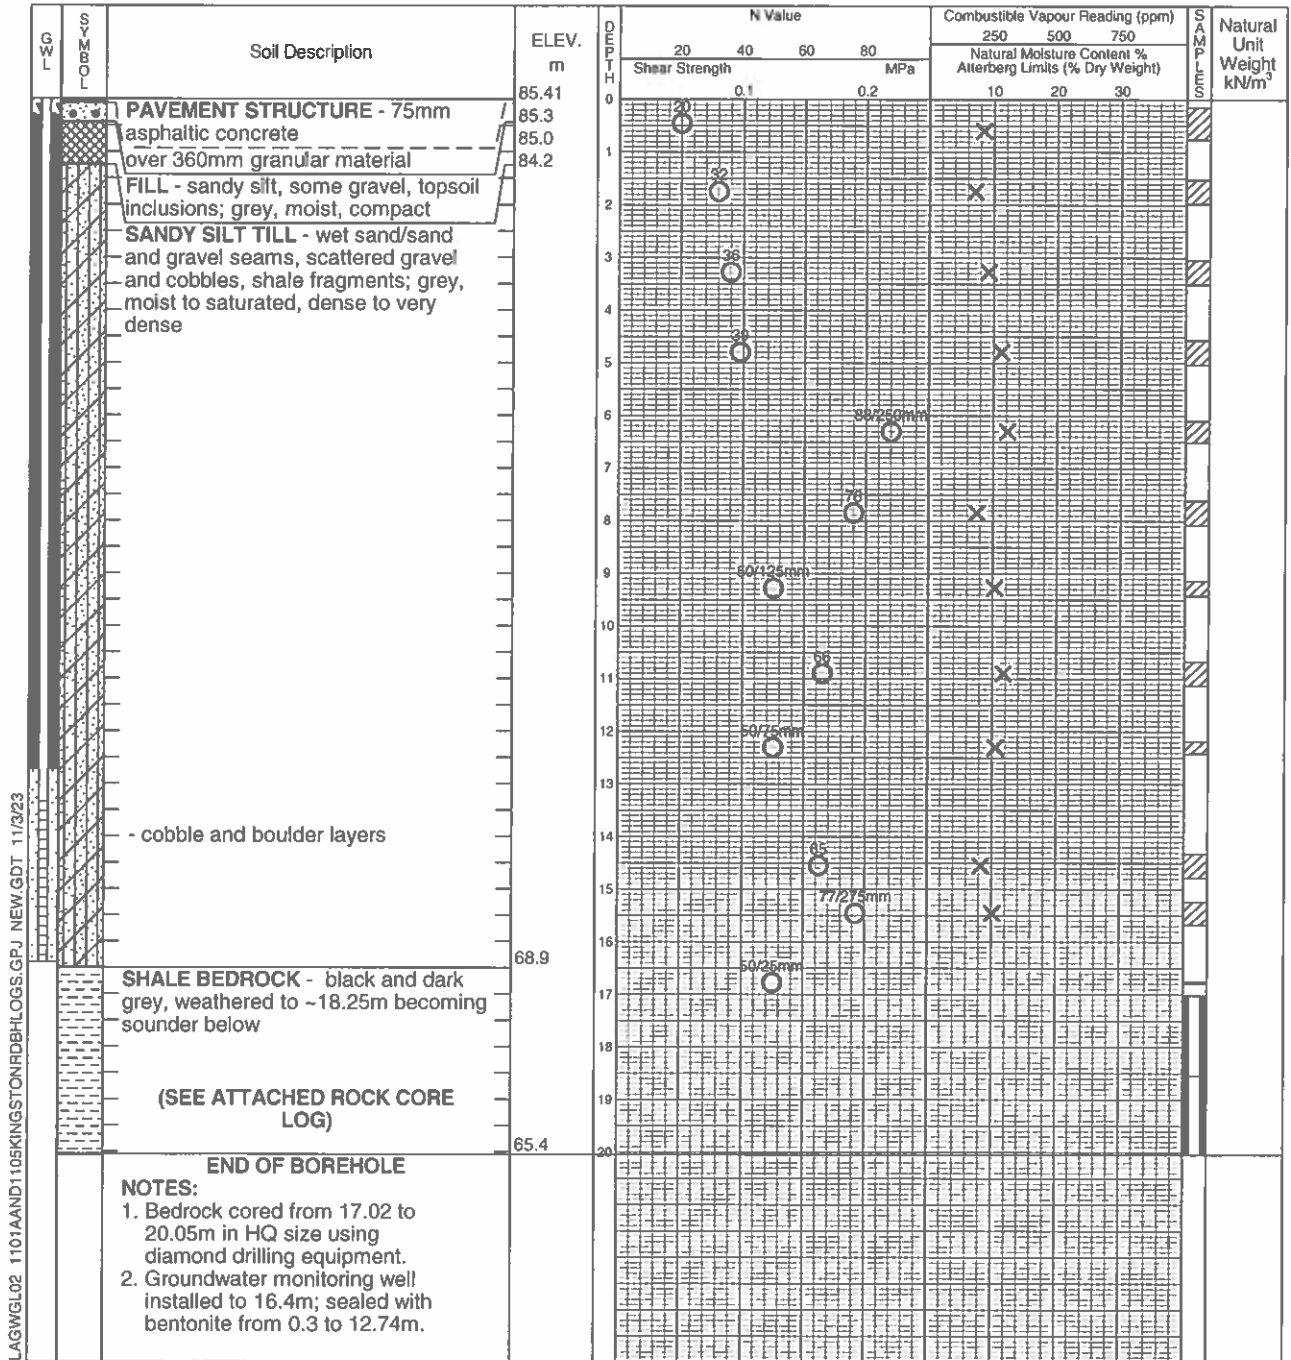 GWL
SYMBOL
Soil Description
ELEV.
m
DEPTH
N Value
20 40 60 80
Shear Strength MPa
0.1 0.2
Combustible Vapour Reading (ppm)
250 500 750
Natural Moisture Content %
Atterberg Limits (% Dry Weight)
10 20 30
SAMPLES
Natural
Unit
Weight
kN/m³
85.41
0
PAVEMENT STRUCTURE - 75mm
asphaltic concrete
over 360mm granular material
85.3
85.0
84.2
FILL - sandy silt, some gravel, topsoil
inclusions; grey, moist, compact
SANDY SILT TILL - wet sand/sand
and gravel seams, scattered gravel
and cobbles, shale fragments; grey,
moist to saturated, dense to very
dense
- cobble and boulder layers
68.9
SHALE BEDROCK - black and dark
grey, weathered to ~18.25m becoming
sounder below
(SEE ATTACHED ROCK CORE
LOG)
65.4
END OF BOREHOLE
NOTES:
1. Bedrock cored from 17.02 to
20.05m in HQ size using
diamond drilling equipment.
2. Groundwater monitoring well
installed to 16.4m; sealed with
bentonite from 0.3 to 12.74m.
20
1
32
2
3
36
4
39
5
6
88/250mm
7
78
8
9
50/125mm
10
66
11
12
50/75mm
13
14
65
15
77/275mm
16
50/25mm
17
18
19
20
LAGWGL02 1101AAND1105KINGSTONRDBHLOGS.GPJ NEW.GDT 11/3/23